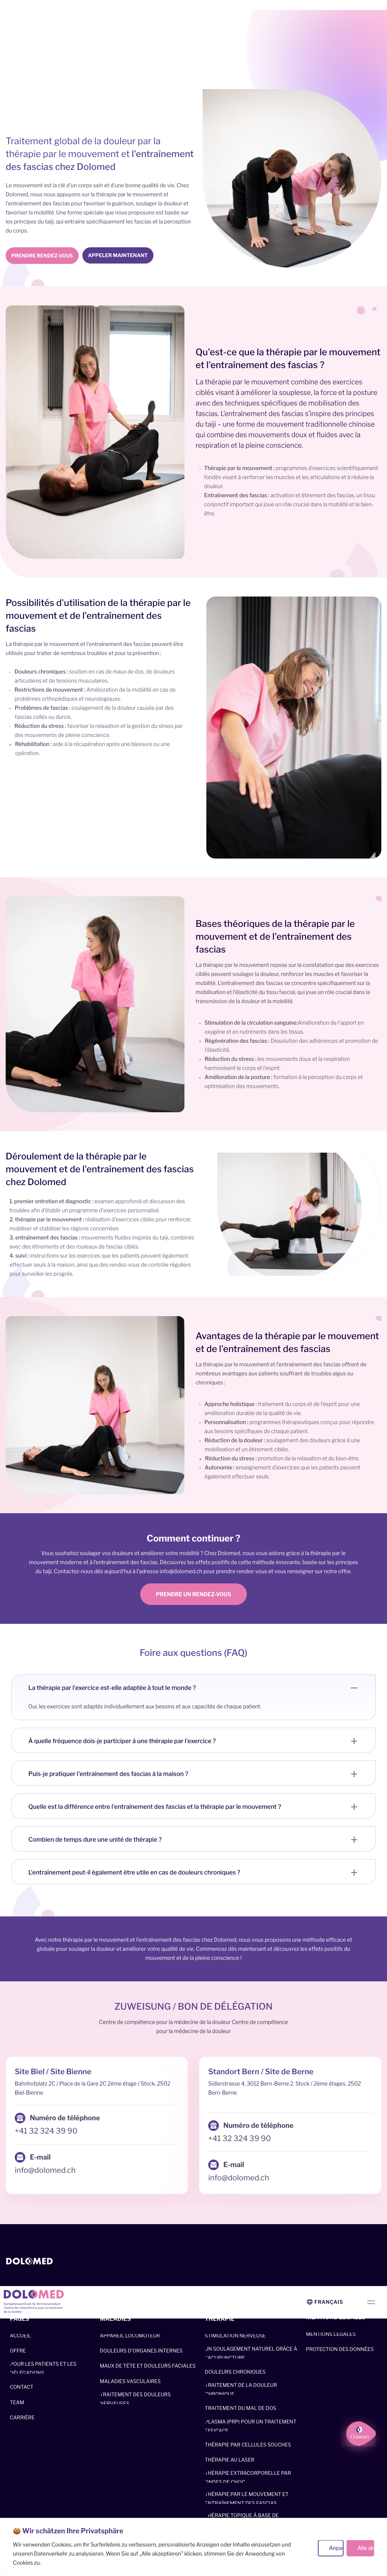 Traitement global de la douleur par la
thérapie par le mouvement et l'entraînement
des fascias chez Dolomed
Le mouvement est la clé d'un corps sain et d'une bonne qualité de vie. Chez
Dolomed, nous nous appuyons sur la thérapie par le mouvement et
l'entraînement des fascias pour favoriser la guérison, soulager la douleur et
favoriser la mobilité. Une forme spéciale que nous proposons est basée sur
les principes du taiji, qui entraîne spécifiquement les fascias et la perception
du corps.
PRENDRE RENDEZ-VOUS
APPELER MAINTENANT
Qu'est-ce que la thérapie par le mouvement
et l'entraînement des fascias ?
La thérapie par le mouvement combine des exercices
ciblés visant à améliorer la souplesse, la force et la posture
avec des techniques spécifiques de mobilisation des
fascias. L'entraînement des fascias s'inspire des principes
du taiji – une forme de mouvement traditionnelle chinoise
qui combine des mouvements doux et fluides avec la
respiration et la pleine conscience.
Thérapie par le mouvement : programmes d'exercices scientifiquement
fondés visant à renforcer les muscles et les articulations et à réduire la
douleur.
Entraînement des fascias : activation et étirement des fascias, un tissu
conjonctif important qui joue un rôle crucial dans la mobilité et le bien-
être.
Possibilités d'utilisation de la thérapie par le
mouvement et de l'entraînement des
fascias
La thérapie par le mouvement et l'entraînement des fascias peuvent être
utilisés pour traiter de nombreux troubles et pour la prévention :
Douleurs chroniques : soutien en cas de maux de dos, de douleurs
articulaires et de tensions musculaires.
Restrictions de mouvement : Amélioration de la mobilité en cas de
problèmes orthopédiques et neurologiques.
Problèmes de fascias : soulagement de la douleur causée par des
fascias collés ou durcis.
Réduction du stress : favoriser la relaxation et la gestion du stress par
des mouvements de pleine conscience.
Réhabilitation : aide à la récupération après une blessure ou une
opération.
Bases théoriques de la thérapie par le
mouvement et de l'entraînement des
fascias
La thérapie par le mouvement repose sur la constatation que des exercices
ciblés peuvent soulager la douleur, renforcer les muscles et favoriser la
mobilité. L'entraînement des fascias se concentre spécifiquement sur la
mobilisation et l'élasticité du tissu fascial, qui joue un rôle crucial dans la
transmission de la douleur et la mobilité.
Stimulation de la circulation sanguine:Amélioration de l'apport en
oxygène et en nutriments dans les tissus.
Régénération des fascias : Dissolution des adhérences et promotion de
l'élasticité.
Réduction du stress : les mouvements doux et la respiration
harmonisent le corps et l'esprit.
Amélioration de la posture : formation à la perception du corps et
optimisation des mouvements.
Déroulement de la thérapie par le
mouvement et de l'entraînement des fascias
chez Dolomed
1. premier entretien et diagnostic : examen approfondi et discussion des
troubles afin d'établir un programme d'exercices personnalisé.
2. thérapie par le mouvement : réalisation d'exercices ciblés pour renforcer,
mobiliser et stabiliser les régions concernées
3. entraînement des fascias : mouvements fluides inspirés du taiji, combinés
avec des étirements et des rouleaux de fascias ciblés.
4. suivi : instructions sur les exercices que les patients peuvent également
effectuer seuls à la maison, ainsi que des rendez-vous de contrôle réguliers
pour surveiller les progrès.
Avantages de la thérapie par le mouvement
et de l'entraînement des fascias
La thérapie par le mouvement et l'entraînement des fascias offrent de
nombreux avantages aux patients souffrant de troubles aigus ou
chroniques :
Approche holistique : traitement du corps et de l'esprit pour une
amélioration durable de la qualité de vie.
Personnalisation : programmes thérapeutiques conçus pour répondre
aux besoins spécifiques de chaque patient.
Réduction de la douleur : soulagement des douleurs grâce à une
mobilisation et un étirement ciblés.
Réduction du stress : promotion de la relaxation et du bien-être.
Autonomie : enseignement d'exercices que les patients peuvent
également effectuer seuls.
Comment continuer ?
Vous souhaitez soulager vos douleurs et améliorer votre mobilité ? Chez Dolomed, nous vous aidons grâce à la thérapie par le
mouvement moderne et à l'entraînement des fascias. Découvrez les effets positifs de cette méthode innovante, basée sur les principes
du taiji. Contactez-nous dès aujourd'hui à l'adresse info@dolomed.ch pour prendre rendez-vous et vous renseigner sur notre offre.
PRENDRE UN RENDEZ-VOUS
Foire aux questions (FAQ)
La thérapie par l'exercice est-elle adaptée à tout le monde ?
Oui, les exercices sont adaptés individuellement aux besoins et aux capacités de chaque patient.
À quelle fréquence dois-je participer à une thérapie par l'exercice ?
Puis-je pratiquer l'entraînement des fascias à la maison ?
Quelle est la différence entre l'entraînement des fascias et la thérapie par le mouvement ?
Combien de temps dure une unité de thérapie ?
L'entraînement peut-il également être utile en cas de douleurs chroniques ?
Avec notre thérapie par le mouvement et l'entraînement des fascias chez Dolomed, nous vous proposons une méthode efficace et
globale pour soulager la douleur et améliorer votre qualité de vie. Commencez dès maintenant et découvrez les effets positifs du
mouvement et de la pleine conscience !
ZUWEISUNG / BON DE DÉLÉGATION
Centre de compétence pour la médecine de la douleur Centre de compétence
pour la médecine de la douleur
Site Biel / Site Bienne
Bahnhofplatz 2C / Place de la Gare 2C 2ème étage / Stock, 2502
Biel-Bienne
Numéro de téléphone
+41 32 324 39 90
E-mail
info@dolomed.ch
Standort Bern / Site de Berne
Sidlerstrasse 4, 3012 Bern-Berne 2. Stock / 2ème étages, 2502
Bern-Berne
Numéro de téléphone
+41 32 324 39 90
E-mail
info@dolomed.ch
DOLOMED
DOLOMED
FRANÇAIS
PAGES
ACCUEIL
OFFRE
POUR LES PATIENTS ET LES
DÉLÉGATIONS
CONTACT
TEAM
CARRIÈRE
MALADIES
APPAREIL LOCOMOTEUR
DOULEURS D'ORGANES INTERNES
MAUX DE TÊTE ET DOULEURS FACIALES
MALADIES VASCULAIRES
TRAITEMENT DES DOULEURS
NERVEUSES
THÉRAPIE
STIMULATION NERVEUSE
UN SOULAGEMENT NATUREL GRÂCE À
L'ACUPUNCTURE
DOULEURS CHRONIQUES
TRAITEMENT DE LA DOULEUR
CHRONIQUE
TRAITEMENT DU MAL DE DOS
PLASMA (PRP) POUR UN TRAITEMENT
EFFICACE
THÉRAPIE PAR CELLULES SOUCHES
THÉRAPIE AU LASER
THÉRAPIE EXTRACORPORELLE PAR
ONDES DE CHOC
THÉRAPIE PAR LE MOUVEMENT ET
ENTRAÎNEMENT DES FASCIAS
THÉRAPIE TOPIQUE À BASE DE
MENTIONS LÉGALES
MENTIONS LÉGALES
PROTECTION DES DONNÉES
Contact
Wir schätzen Ihre Privatsphäre
Wir verwenden Cookies, um Ihr Surferlebnis zu verbessern, personalisierte Anzeigen oder Inhalte einzusetzen und
unseren Datenverkehr zu analysieren. Wenn Sie auf „Alle akzeptieren" klicken, stimmen Sie der Anwendung von
Cookies zu.